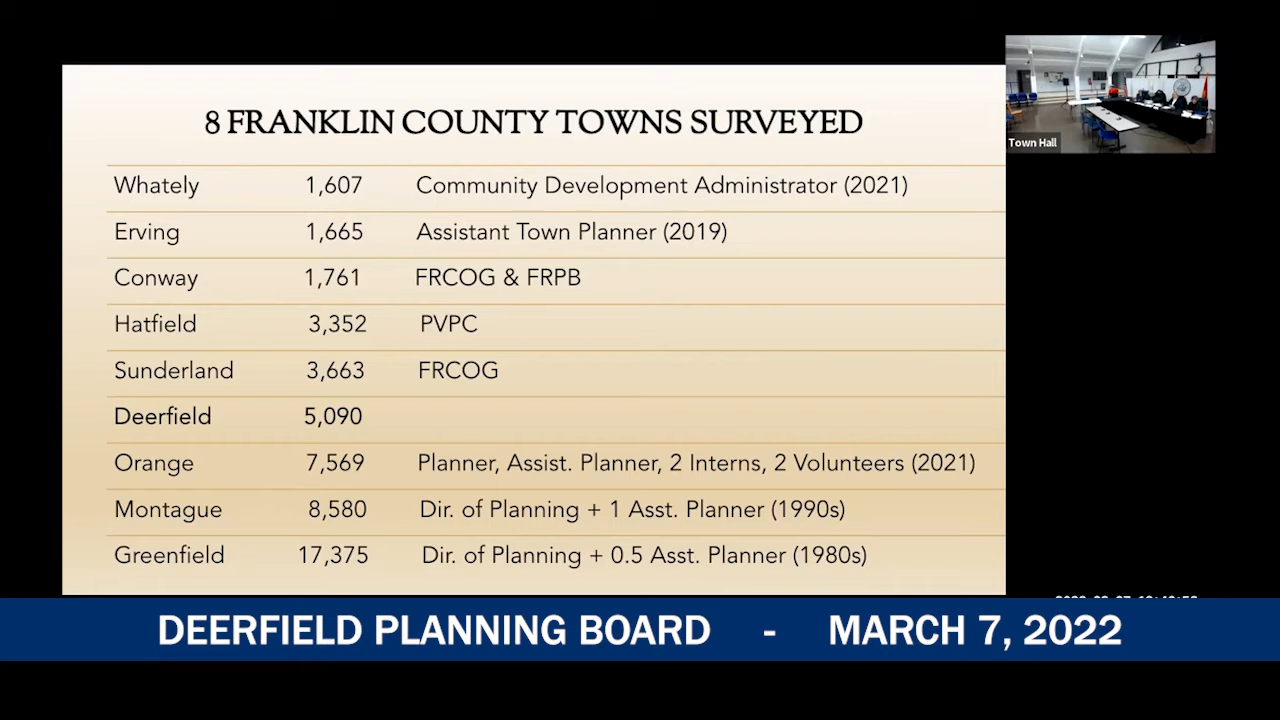 8 FRANKLIN COUNTY TOWNS SURVEYED
Whately 1,607 Community Development Administrator (2021)
Erving 1,665 Assistant Town Planner (2019)
Conway 1,761 FRCOG & FRPB
Hatfield 3,352 PVPC
Sunderland 3,663 FRCOG
Deerfield 5,090
Orange 7,569 Planner, Assist. Planner, 2 Interns, 2 Volunteers (2021)
Montague 8,580 Dir. of Planning + 1 Asst. Planner (1990s)
Greenfield 17,375 Dir. of Planning + 0.5 Asst. Planner (1980s)
Town Hall
DEERFIELD PLANNING BOARD - MARCH 7, 2022